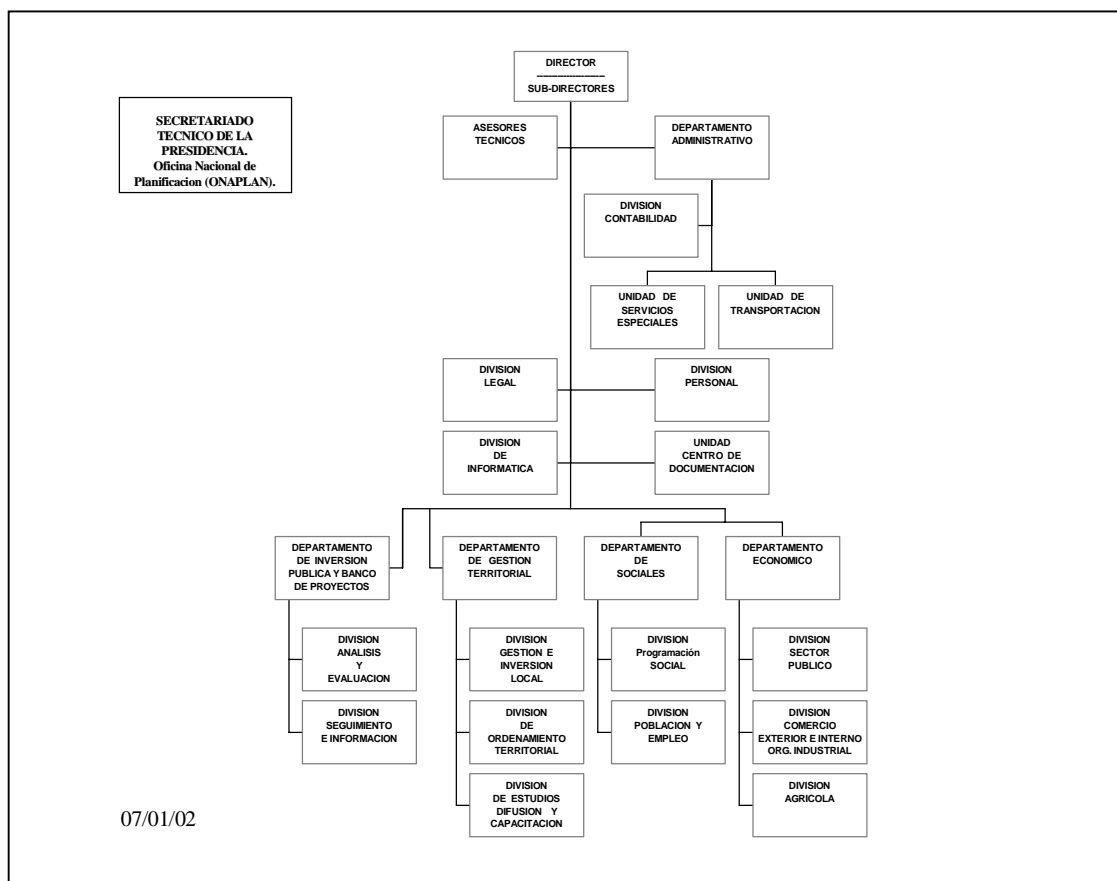 DIRECTOR
------------------------
SUB-DIRECTORES
SECRETARIADO
TECNICO DE LA
PRESIDENCIA.
Oficina Nacional de
Planificacion (ONAPLAN).
ASESORES
TECNICOS
DEPARTAMENTO
ADMINISTRATIVO
DIVISION
CONTABILIDAD
UNIDAD DE
SERVICIOS
ESPECIALES
UNIDAD DE
TRANSPORTACION
DIVISION
LEGAL
DIVISION
PERSONAL
DIVISION
DE
INFORMATICA
UNIDAD
CENTRO DE
DOCUMENTACION
DEPARTAMENTO
DE INVERSION
PUBLICA Y BANCO
DE PROYECTOS
DIVISION
ANALISIS
Y
EVALUACION
DIVISION
SEGUIMIENTO
E INFORMACION
DEPARTAMENTO
DE GESTION
TERRITORIAL
DIVISION
GESTION E
INVERSION
LOCAL
DIVISION
DE
ORDENAMIENTO
TERRITORIAL
DIVISION
DE ESTUDIOS
DIFUSION Y
CAPACITACION
DEPARTAMENTO
DE
SOCIALES
DIVISION
Programación
SOCIAL
DIVISION
POBLACION Y
EMPLEO
DEPARTAMENTO
ECONOMICO
DIVISION
SECTOR
PUBLICO
DIVISION
COMERCIO
EXTERIOR E INTERNO
ORG. INDUSTRIAL
DIVISION
AGRICOLA
07/01/02